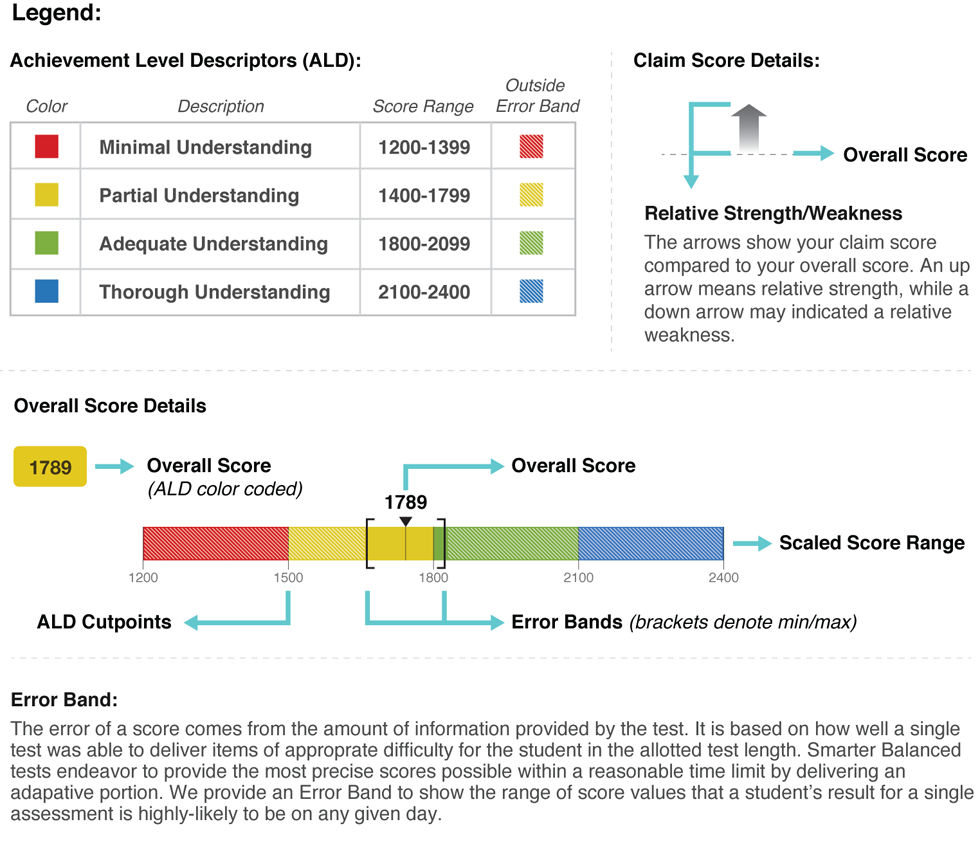 Legend:
Achievement Level Descriptors (ALD):
Color Description Score Range Outside Error Band
Minimal Understanding 1200-1399
Partial Understanding 1400-1799
Adequate Understanding 1800-2099
Thorough Understanding 2100-2400
Claim Score Details:
Overall Score
Relative Strength/Weakness
The arrows show your claim score
compared to your overall score. An up
arrow means relative strength, while a
down arrow may indicated a relative
weakness.
Overall Score Details
1789
Overall Score
(ALD color coded)
Overall Score
1789
Scaled Score Range
1200 1500 1800 2100 2400
ALD Cutpoints
Error Bands (brackets denote min/max)
Error Band:
The error of a score comes from the amount of information provided by the test. It is based on how well a single
test was able to deliver items of approprate difficulty for the student in the allotted test length. Smarter Balanced
tests endeavor to provide the most precise scores possible within a reasonable time limit by delivering an
adapative portion. We provide an Error Band to show the range of score values that a student's result for a single
assessment is highly-likely to be on any given day.